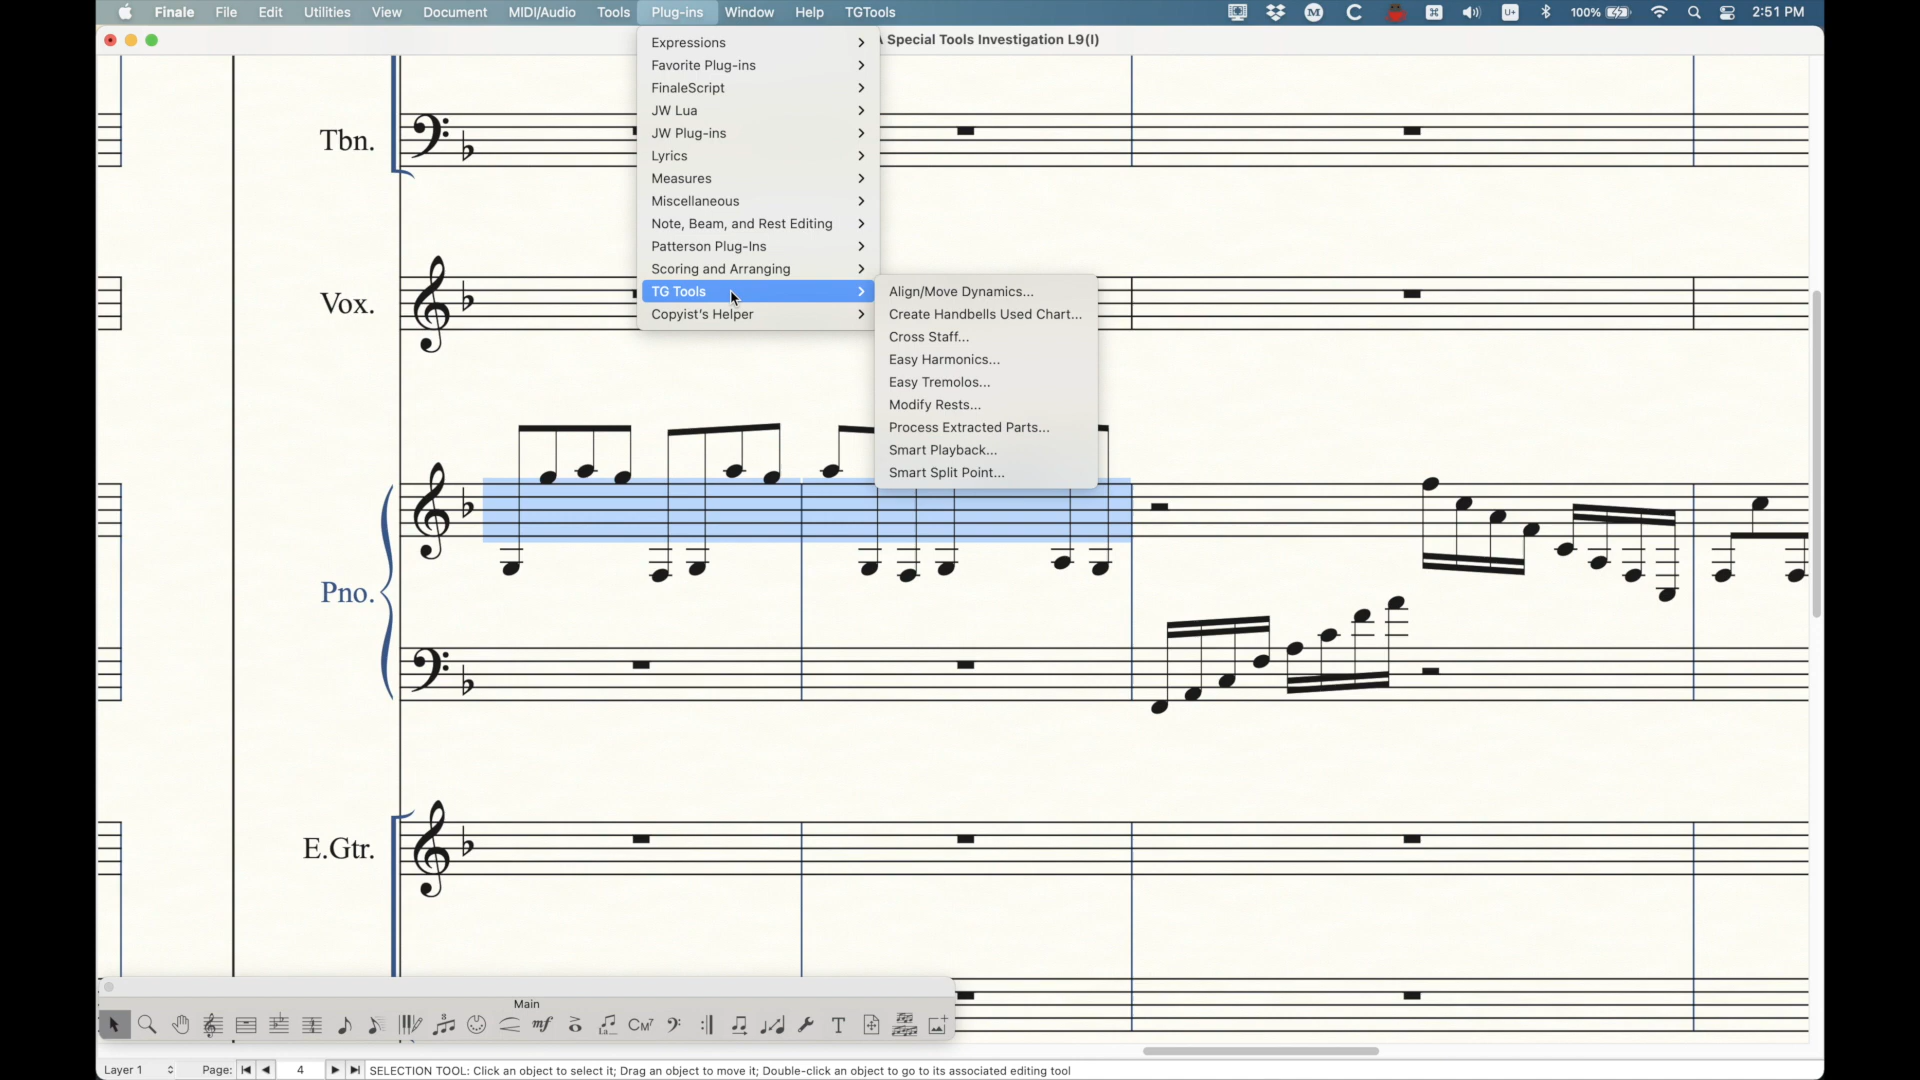 Finale File Edit Utilities View Document MIDI/Audio Tools Plug-ins Window Help TGTools 100% 2:51 PM
Special Tools Investigation L9(I)
Expressions
Favorite Plug-ins
FinaleScript
JW Lua
JW Plug-ins
Lyrics
Measures
Miscellaneous
Note, Beam, and Rest Editing
Patterson Plug-Ins
Scoring and Arranging
TG Tools
Copyist's Helper
Align/Move Dynamics...
Create Handbells Used Chart...
Cross Staff...
Easy Harmonics...
Easy Tremolos...
Modify Rests...
Process Extracted Parts...
Smart Playback...
Smart Split Point...
Tbn.
Vox.
Pno.
E.Gtr.
Main
Layer 1 Page: 4 SELECTION TOOL: Click an object to select it; Drag an object to move it; Double-click an object to go to its associated editing tool